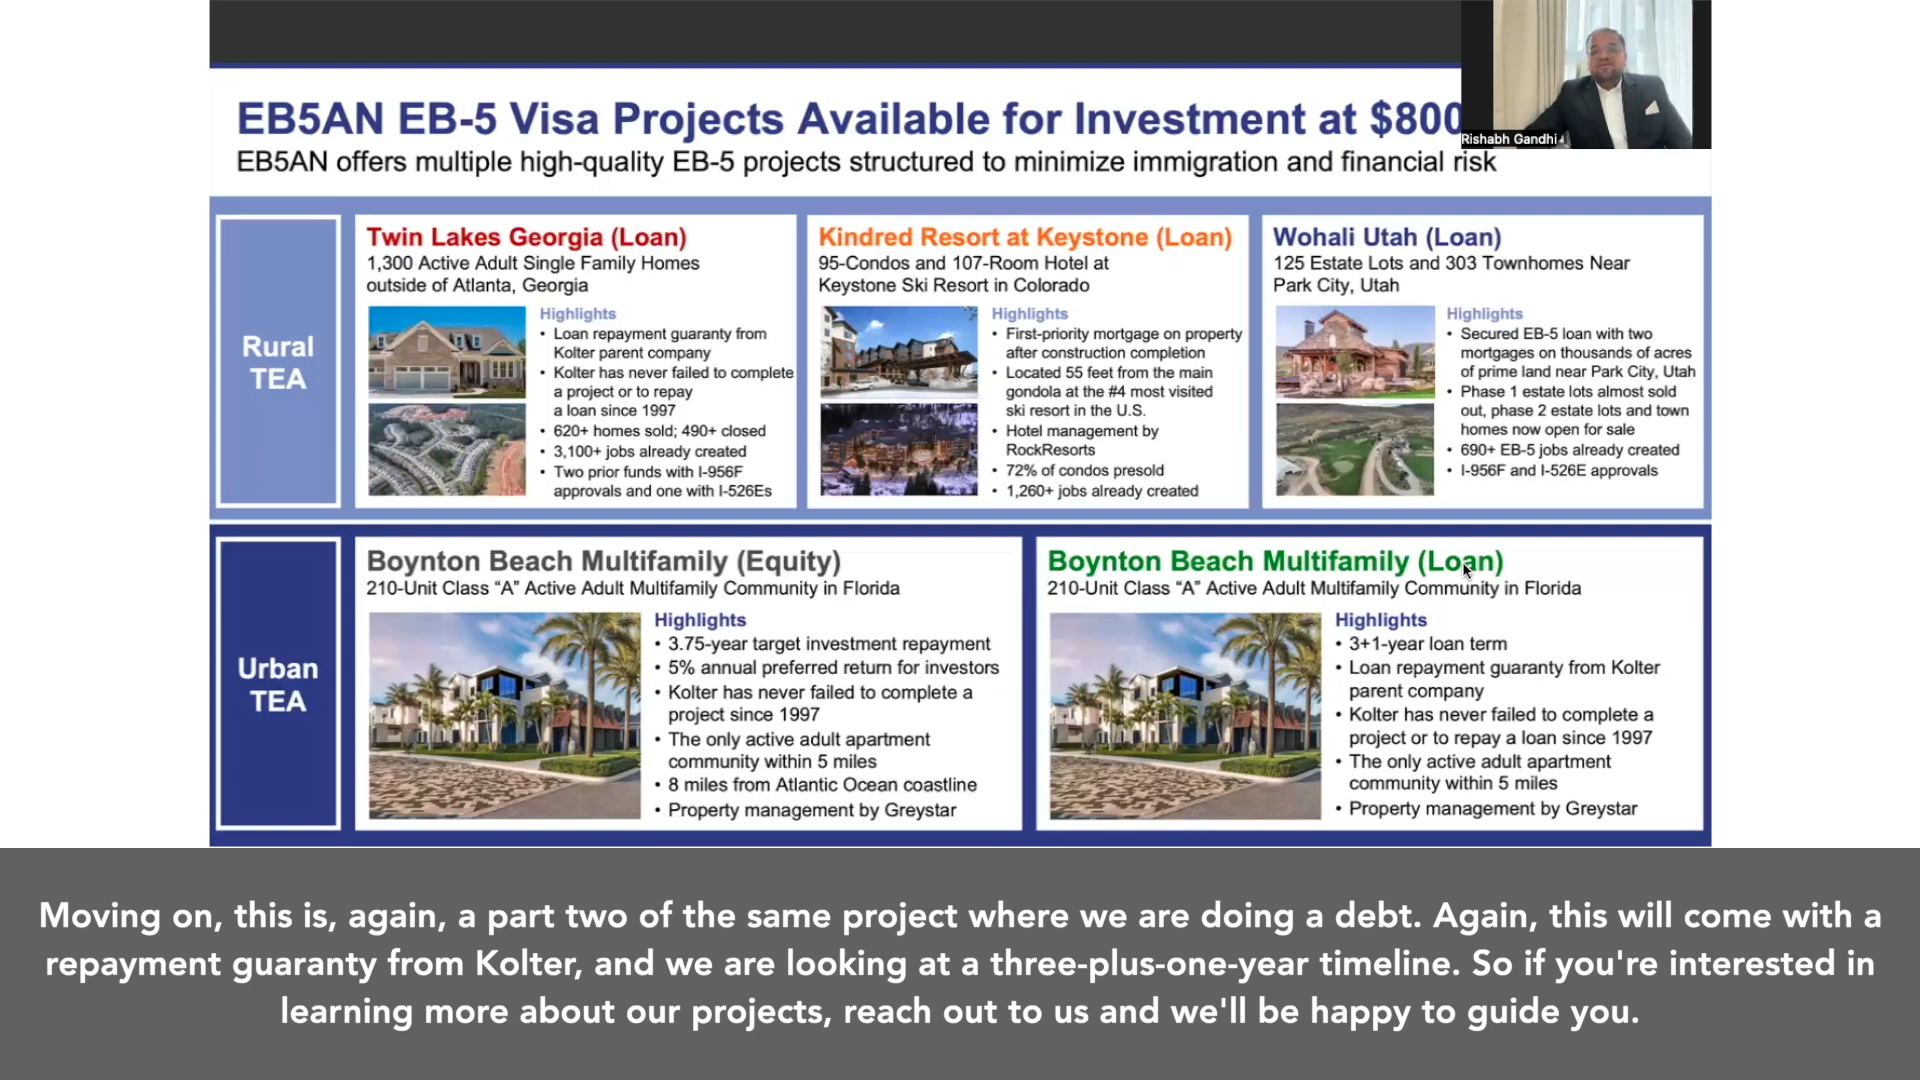 EB5AN EB-5 Visa Projects Available for Investment at $800
Rishabh Gandhi
EB5AN offers multiple high-quality EB-5 projects structured to minimize immigration and financial risk
Rural
TEA
Twin Lakes Georgia (Loan)
1,300 Active Adult Single Family Homes
outside of Atlanta, Georgia
Highlights
• Loan repayment guaranty from
Kolter parent company
• Kolter has never failed to complete
a project or to repay
a loan since 1997
• 620+ homes sold; 490+ closed
• 3,100+ jobs already created
• Two prior funds with I-956F
approvals and one with I-526Es
Kindred Resort at Keystone (Loan)
95-Condos and 107-Room Hotel at
Keystone Ski Resort in Colorado
Highlights
• First-priority mortgage on property
after construction completion
• Located 55 feet from the main
gondola at the #4 most visited
ski resort in the U.S.
• Hotel management by
RockResorts
• 72% of condos presold
• 1,260+ jobs already created
Wohali Utah (Loan)
125 Estate Lots and 303 Townhomes Near
Park City, Utah
Highlights
• Secured EB-5 loan with two
mortgages on thousands of acres
of prime land near Park City, Utah
• Phase 1 estate lots almost sold
out, phase 2 estate lots and town
homes now open for sale
• 690+ EB-5 jobs already created
• I-956F and I-526E approvals
Urban
TEA
Boynton Beach Multifamily (Equity)
210-Unit Class “A” Active Adult Multifamily Community in Florida
Highlights
• 3.75-year target investment repayment
• 5% annual preferred return for investors
• Kolter has never failed to complete a
project since 1997
• The only active adult apartment
community within 5 miles
• 8 miles from Atlantic Ocean coastline
• Property management by Greystar
Boynton Beach Multifamily (Loan)
210-Unit Class “A” Active Adult Multifamily Community in Florida
Highlights
• 3+1-year loan term
• Loan repayment guaranty from Kolter
parent company
• Kolter has never failed to complete a
project or to repay a loan since 1997
• The only active adult apartment
community within 5 miles
• Property management by Greystar
Moving on, this is, again, a part two of the same project where we are doing a debt. Again, this will come with a
repayment guaranty from Kolter, and we are looking at a three-plus-one-year timeline. So if you're interested in
learning more about our projects, reach out to us and we'll be happy to guide you.